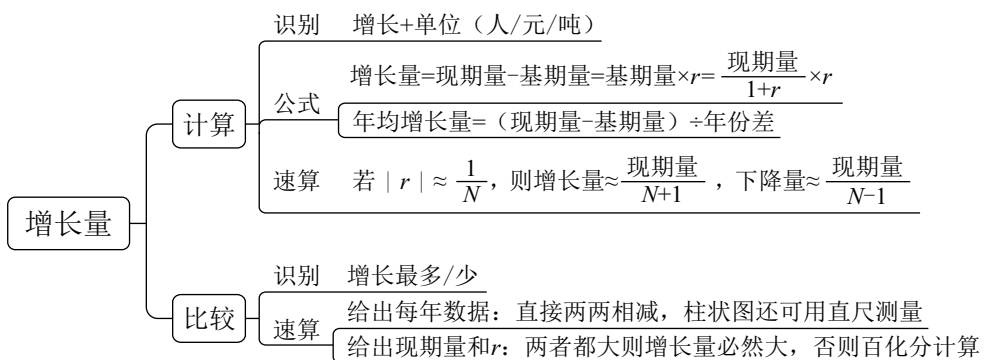 增长量
计算
识别 增长+单位（人/元/吨）
公式
增长量=现期量-基期量=基期量×r=现期量/1+r×r
年均增长量=（现期量-基期量）÷年份差
速算 若 | r | ≈ 1/N，则增长量≈现期量/N+1，下降量≈现期量/N-1
比较
识别 增长最多/少
速算
给出每年数据：直接两两相减，柱状图还可用直尺测量
给出现期量和r：两者都大则增长量必然大，否则百化分计算